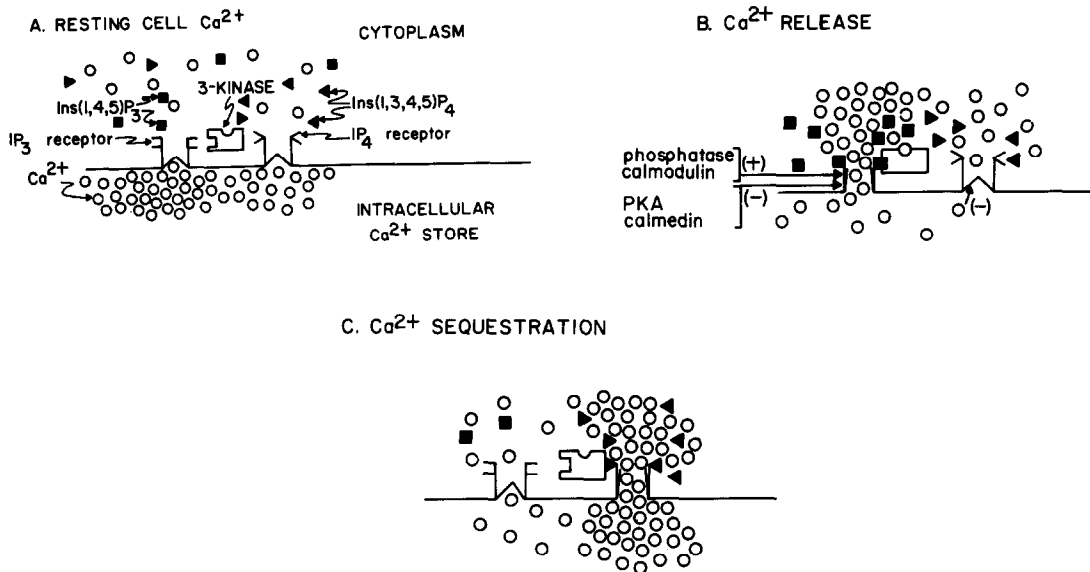 A. RESTING CELL Ca2+
CYTOPLASM
3-KINASE
Ins(1,4,5)P3
Ins(1,3,4,5)P4
IP3 receptor
IP4 receptor
Ca2+
INTRACELLULAR
Ca2+ STORE
B. Ca2+ RELEASE
phosphatase
calmodulin
(+)
PKA
calmedin
(-)
(-)
C. Ca2+ SEQUESTRATION